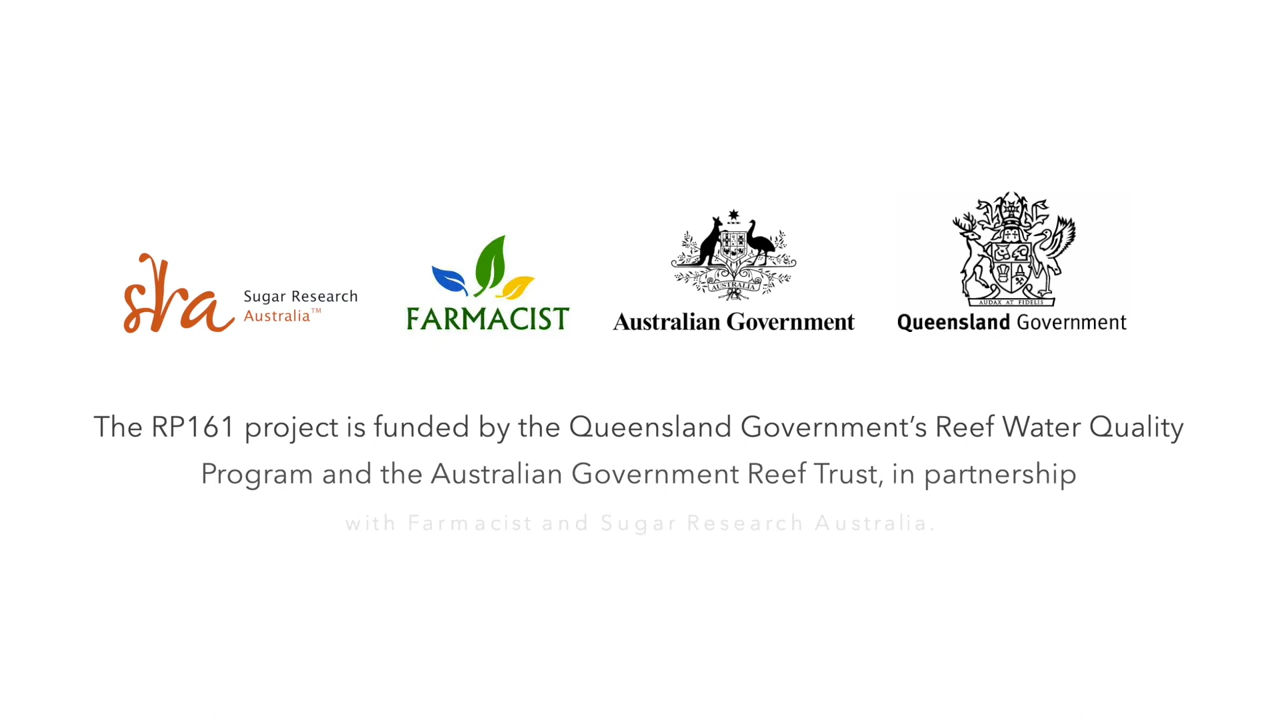 sra
Sugar Research
Australia™
FARMACIST
AUSTRALIA
Australian Government
AUDAX AT FIDELIS
Queensland Government
The RP161 project is funded by the Queensland Government’s Reef Water Quality
Program and the Australian Government Reef Trust, in partnership
with Farmacist and Sugar Research Australia.